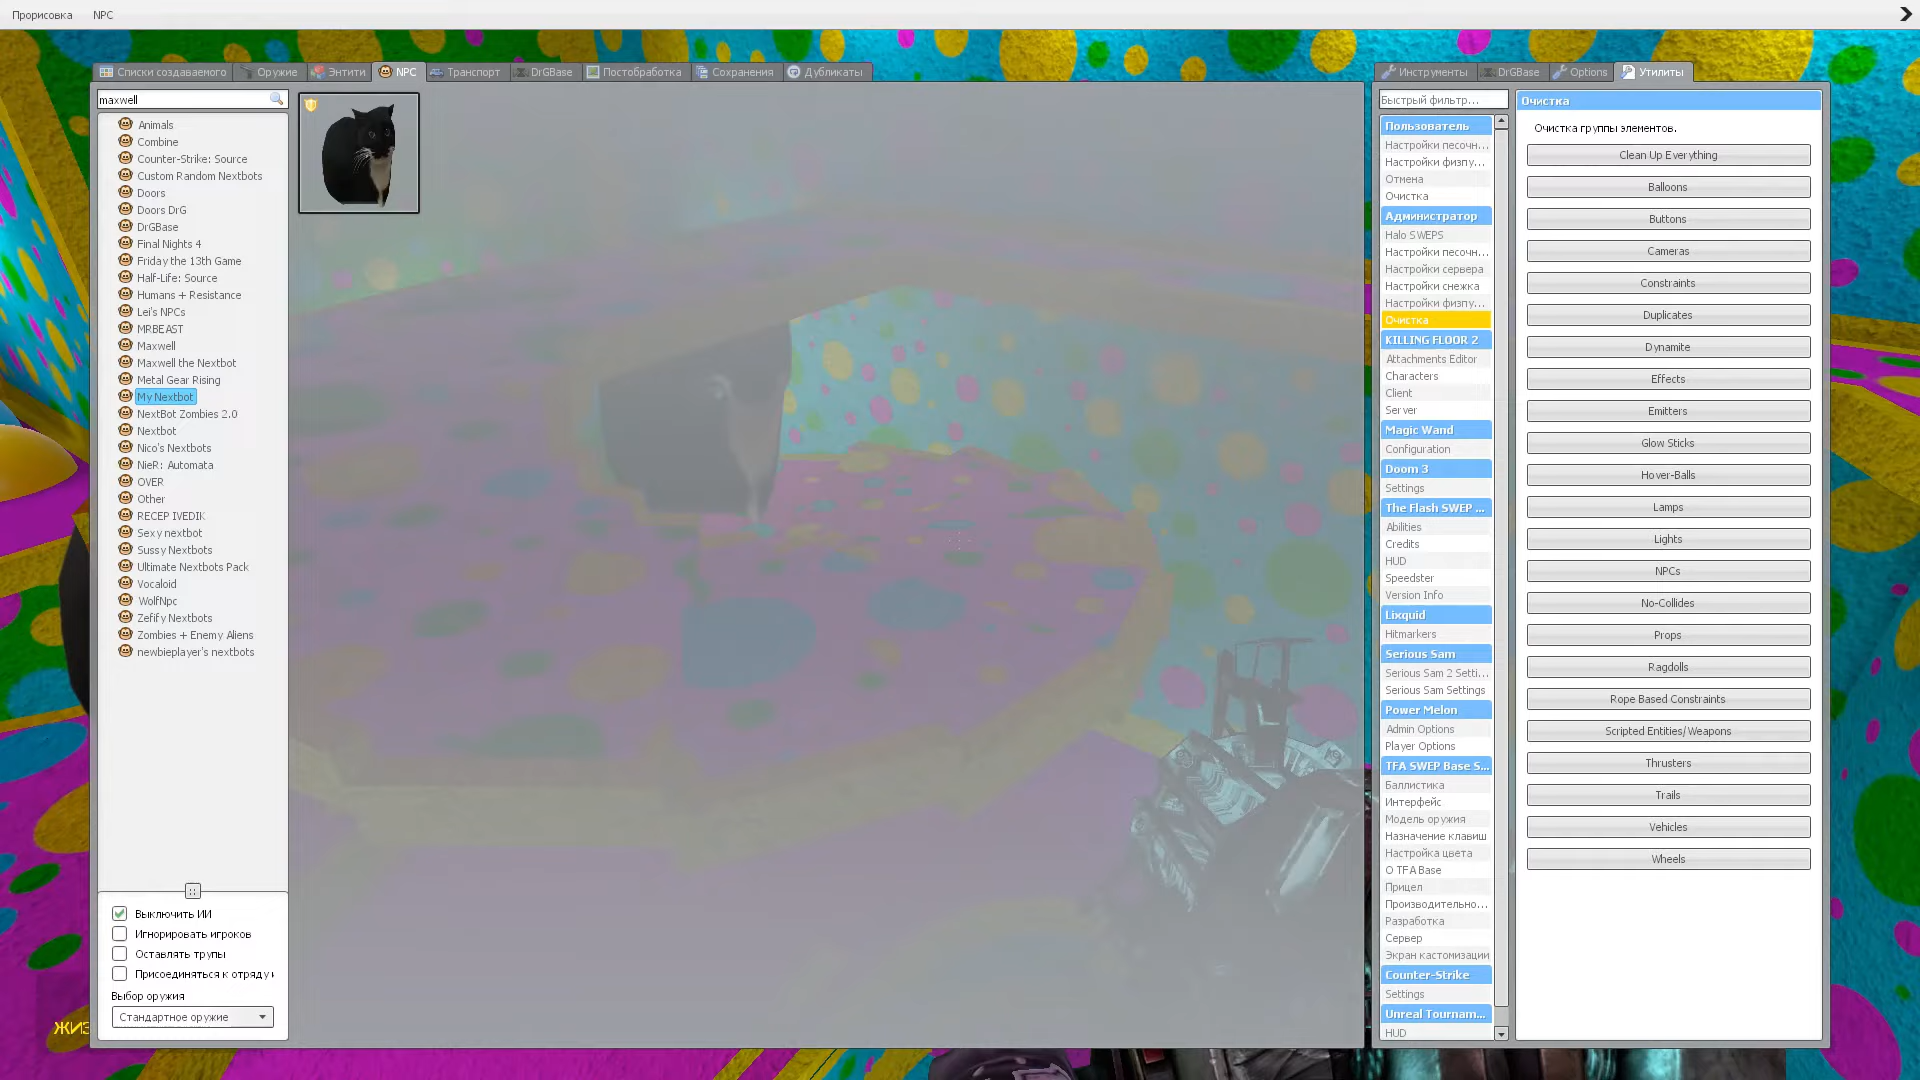 Прорисовка NPC
Списки создаваемого Оружие Энтити NPC Транспорт DrGBase Постобработка Сохранения Дубликаты
maxwell
Animals
Combine
Counter-Strike: Source
Custom Random Nextbots
Doors
Doors DrG
DrGBase
Final Nights 4
Friday the 13th Game
Half-Life: Source
Humans + Resistance
Lei's NPCs
MRBEAST
Maxwell
Maxwell the Nextbot
Metal Gear Rising
My Nextbot
NextBot Zombies 2.0
Nextbot
Nico's Nextbots
NieR: Automata
OVER
Other
RECEP IVEDIK
Sexy nextbot
Sussy Nextbots
Ultimate Nextbots Pack
Vocaloid
WolfNpc
Zefify Nextbots
Zombies + Enemy Aliens
newbieplayer's nextbots
Выключить ИИ
Игнорировать игроков
Оставлять трупы
Присоединяться к отряду
Выбор оружия
Стандартное оружие
ЖИЗ
Инструменты DrGBase Options Утилиты
Быстрый фильтр...
Пользователь
Настройки песочн...
Настройки физпу...
Отмена
Очистка
Администратор
Halo SWEPS
Настройки песочн...
Настройки сервера
Настройки снежка
Настройки физпу...
Очистка
KILLING FLOOR 2
Attachments Editor
Characters
Client
Server
Magic Wand
Configuration
Doom 3
Settings
The Flash SWEP ...
Abilities
Credits
HUD
Speedster
Version Info
Lixquid
Hitmarkers
Serious Sam
Serious Sam 2 Setti...
Serious Sam Settings
Power Melon
Admin Options
Player Options
TFA SWEP Base S...
Баллистика
Интерфейс
Модель оружия
Назначение клавиш
Настройка цвета
О TFA Base
Прицел
Производительно...
Разработка
Сервер
Экран кастомизации
Counter-Strike
Settings
Unreal Tournam...
HUD
Очистка
Очистка группы элементов.
Clean Up Everything
Balloons
Buttons
Cameras
Constraints
Duplicates
Dynamite
Effects
Emitters
Glow Sticks
Hover-Balls
Lamps
Lights
NPCs
No-Collides
Props
Ragdolls
Rope Based Constraints
Scripted Entities/Weapons
Thrusters
Trails
Vehicles
Wheels